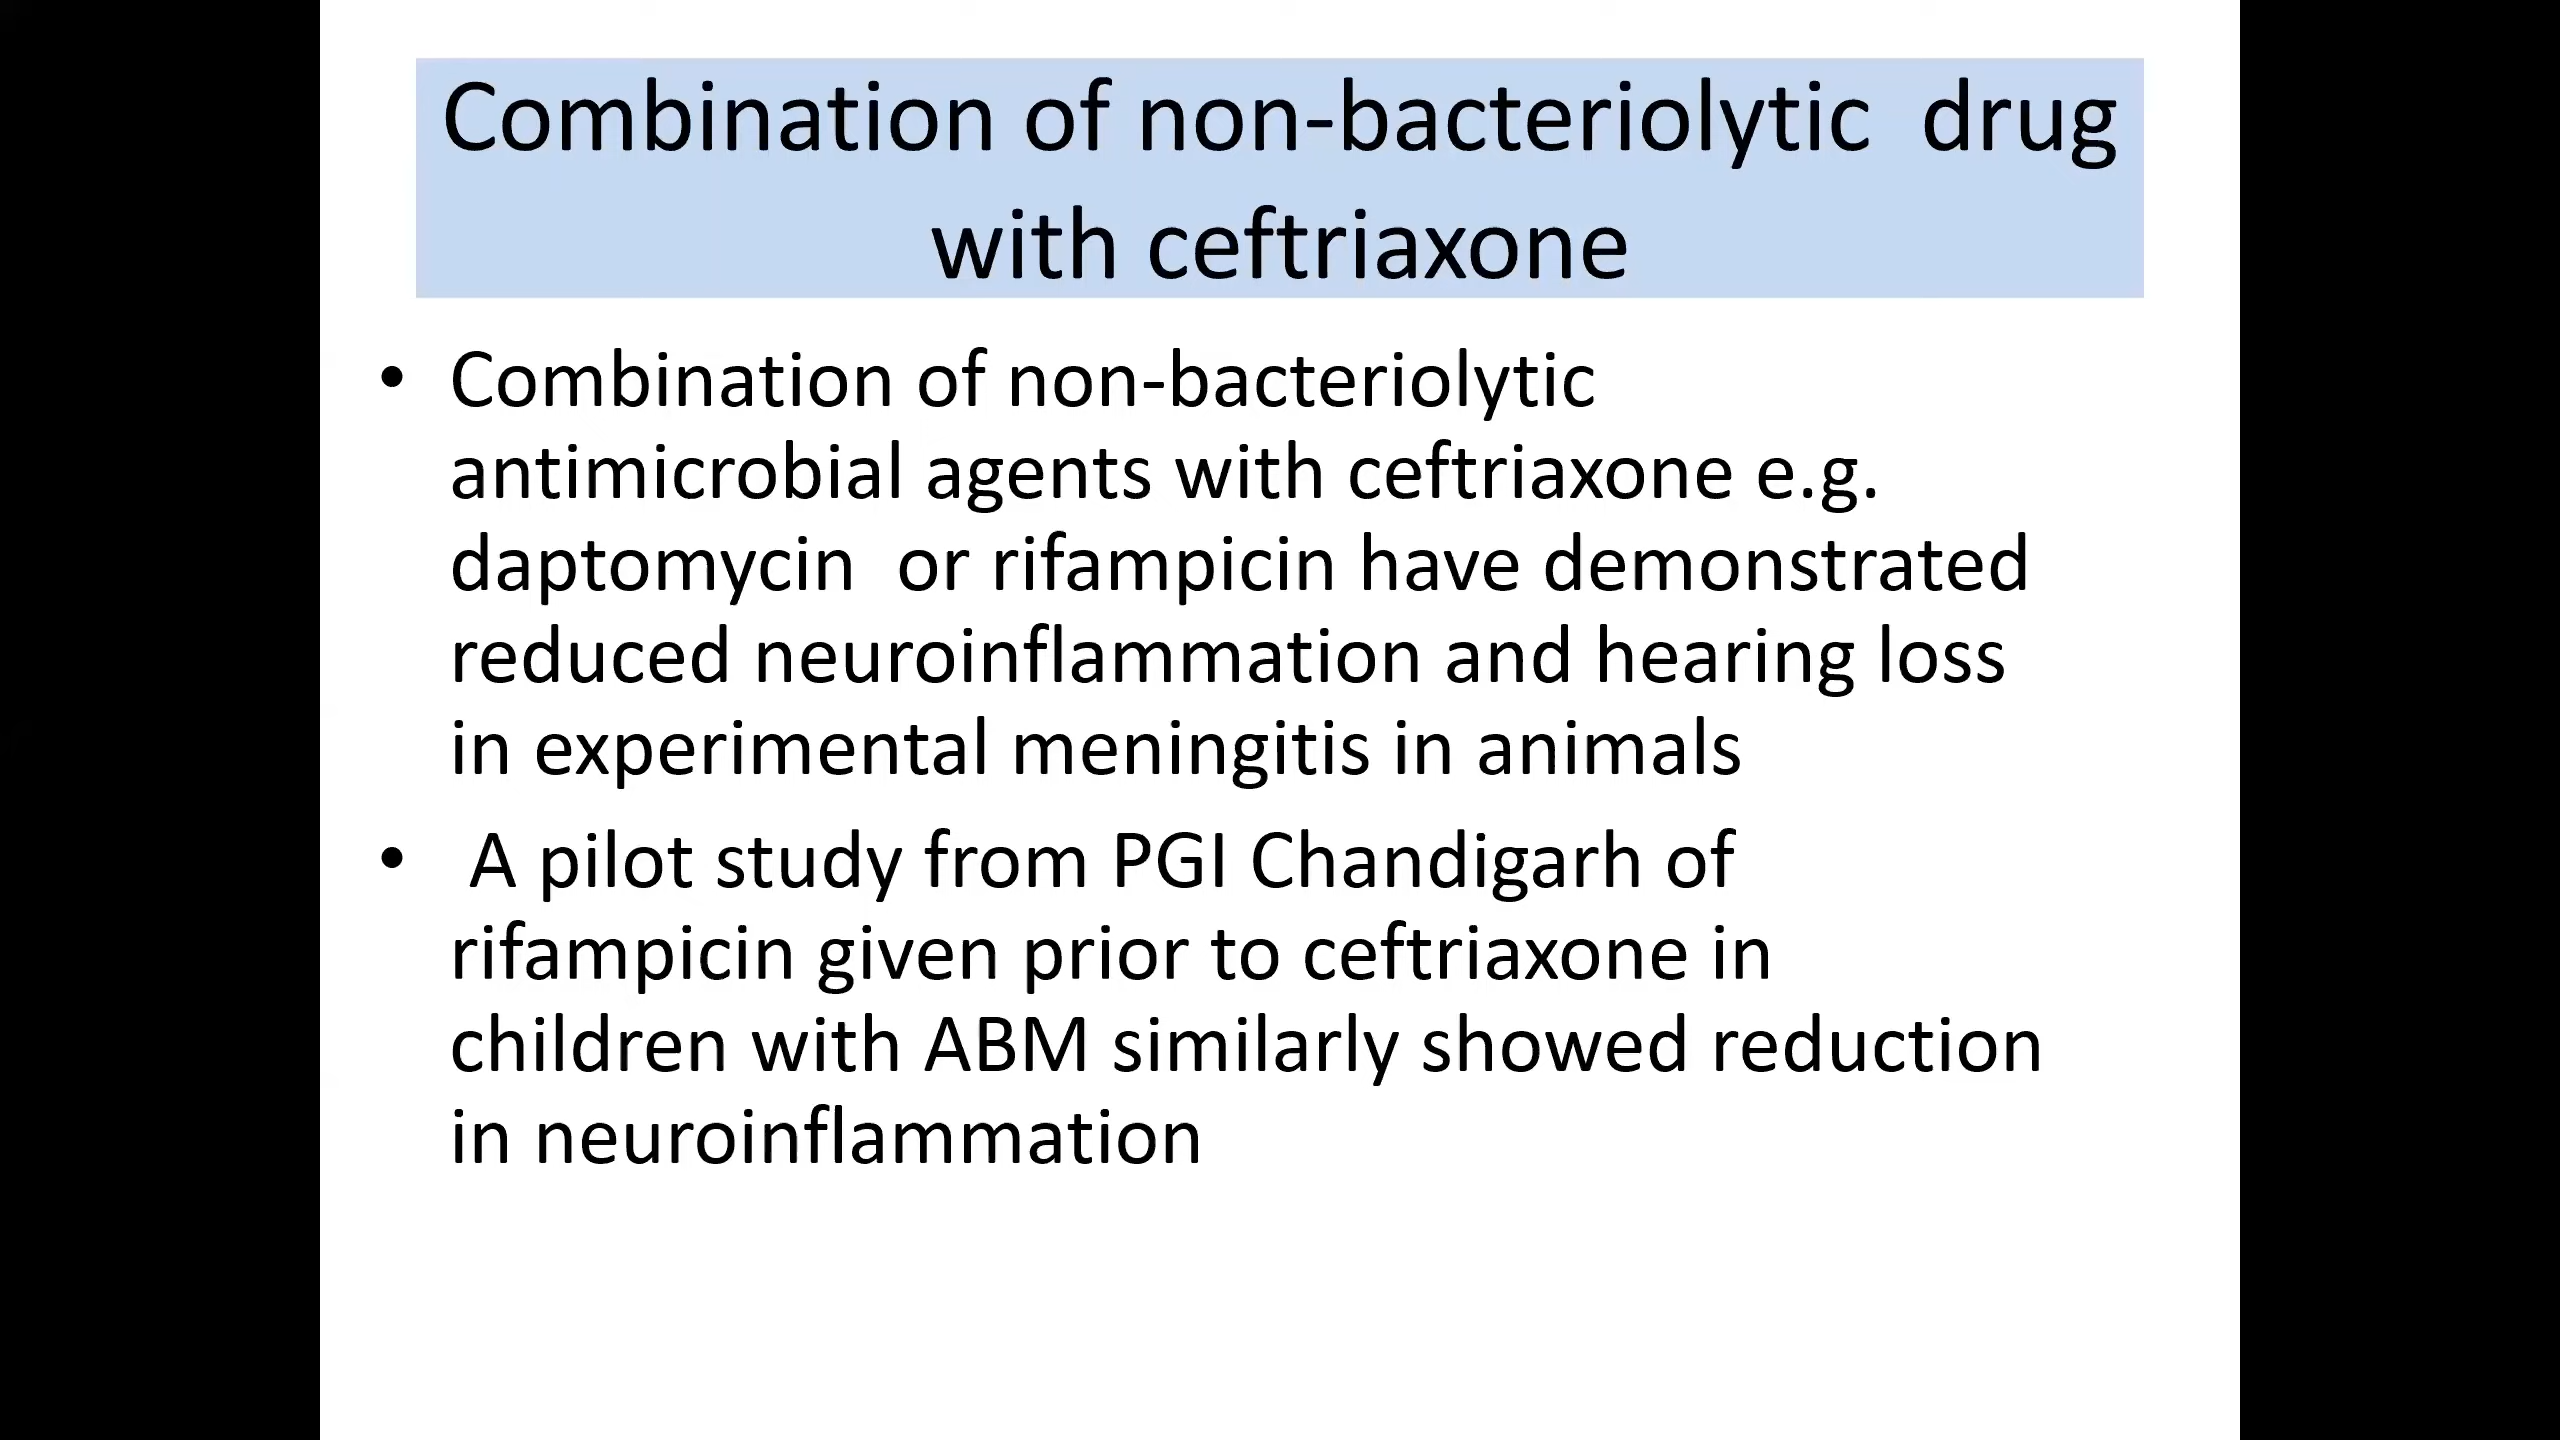 Combination of non-bacteriolytic  drug
with ceftriaxone
• Combination of non-bacteriolytic
antimicrobial agents with ceftriaxone e.g.
daptomycin  or rifampicin have demonstrated
reduced neuroinflammation and hearing loss
in experimental meningitis in animals
•  A pilot study from PGI Chandigarh of
rifampicin given prior to ceftriaxone in
children with ABM similarly showed reduction
in neuroinflammation